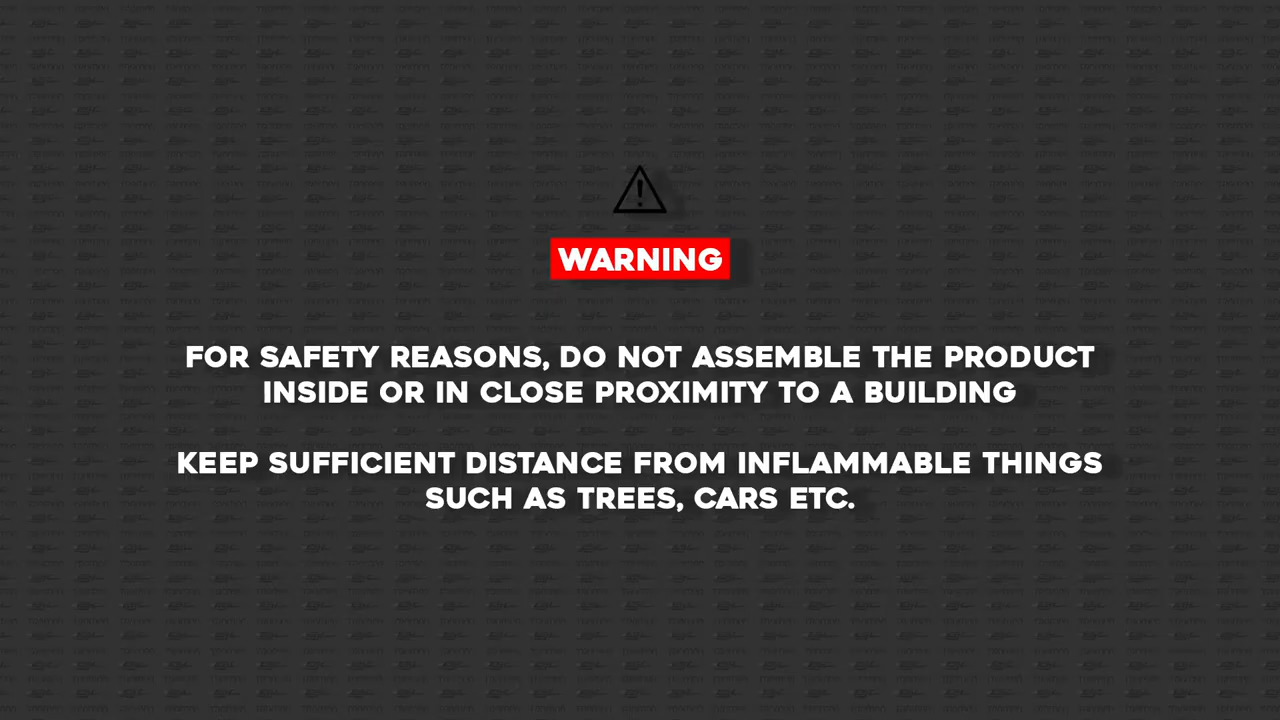 WARNING
FOR SAFETY REASONS, DO NOT ASSEMBLE THE PRODUCT
INSIDE OR IN CLOSE PROXIMITY TO A BUILDING
KEEP SUFFICIENT DISTANCE FROM INFLAMMABLE THINGS
SUCH AS TREES, CARS ETC.